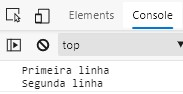 Elements Console
top
Primeira linha
Segunda linha